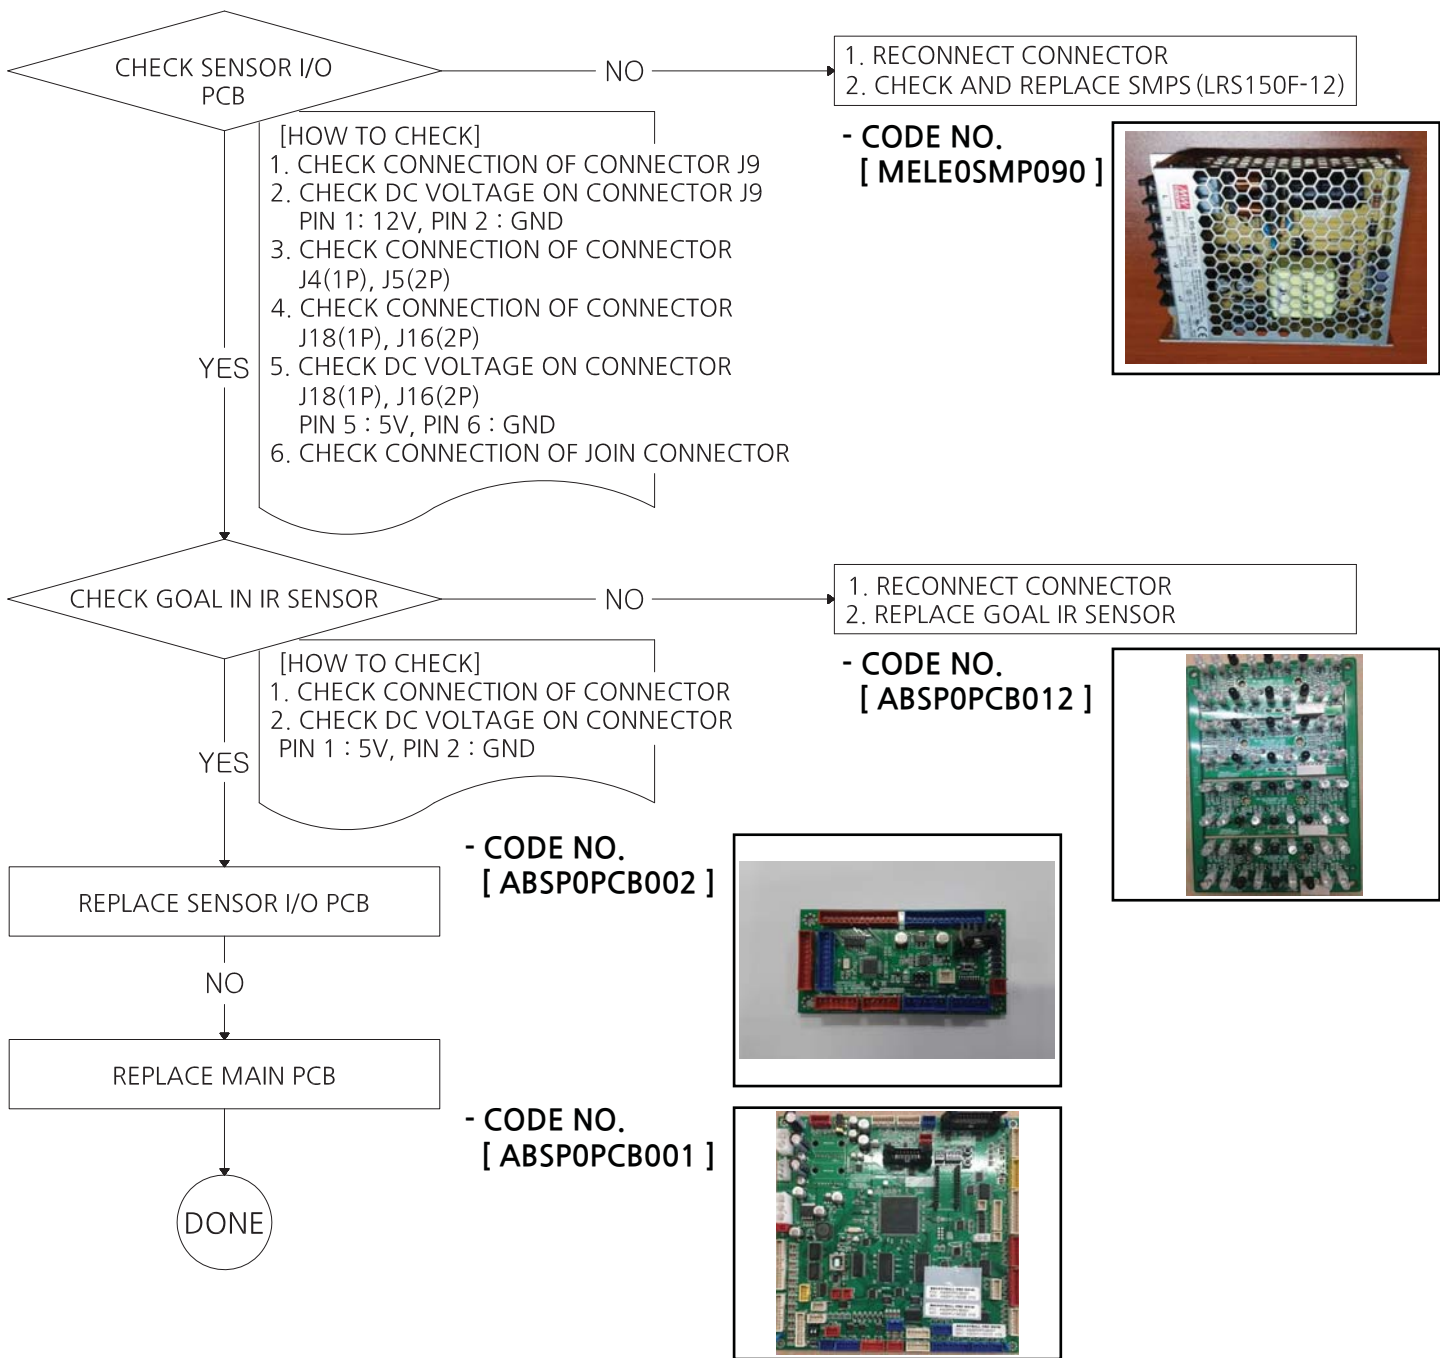 CHECK SENSOR I/O
PCB
NO
1. RECONNECT CONNECTOR
2. CHECK AND REPLACE SMPS (LRS150F-12)
- CODE NO.
[ MELE0SMP090 ]
[HOW TO CHECK]
1. CHECK CONNECTION OF CONNECTOR J9
2. CHECK DC VOLTAGE ON CONNECTOR J9
PIN 1: 12V, PIN 2 : GND
3. CHECK CONNECTION OF CONNECTOR
J4(1P), J5(2P)
4. CHECK CONNECTION OF CONNECTOR
J18(1P), J16(2P)
5. CHECK DC VOLTAGE ON CONNECTOR
J18(1P), J16(2P)
PIN 5 : 5V, PIN 6 : GND
6. CHECK CONNECTION OF JOIN CONNECTOR
YES
CHECK GOAL IN IR SENSOR
NO
1. RECONNECT CONNECTOR
2. REPLACE GOAL IR SENSOR
- CODE NO.
[ ABSP0PCB012 ]
[HOW TO CHECK]
1. CHECK CONNECTION OF CONNECTOR
2. CHECK DC VOLTAGE ON CONNECTOR
PIN 1 : 5V, PIN 2 : GND
YES
REPLACE SENSOR I/O PCB
- CODE NO.
[ ABSP0PCB002 ]
NO
REPLACE MAIN PCB
- CODE NO.
[ ABSP0PCB001 ]
DONE